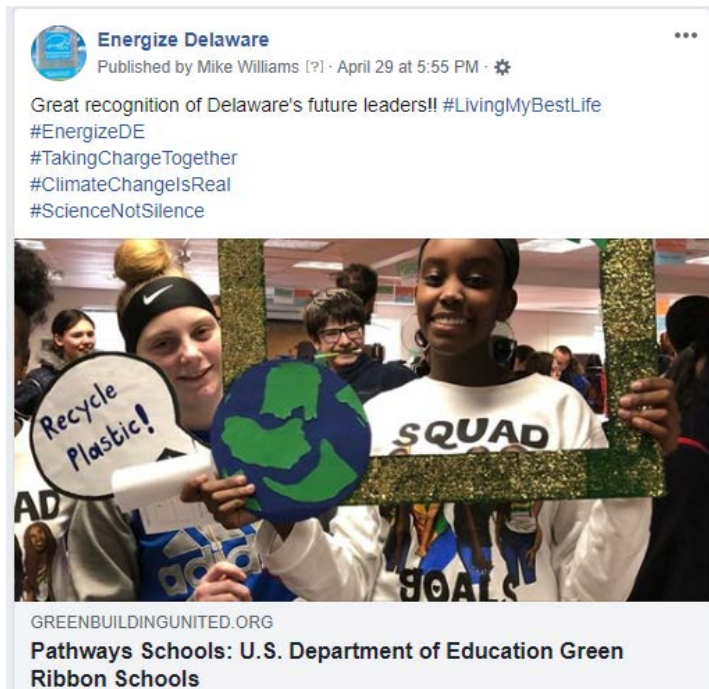 Energize Delaware
Published by Mike Williams [?] · April 29 at 5:55 PM ·
Great recognition of Delaware's future leaders!! #LivingMyBestLife
#EnergizeDE
#TakingChargeTogether
#ClimateChangeIsReal
#ScienceNotSilence
Recycle
Plastic!
SQUAD
AD
adidas
GOALS
GREENBUILDINGUNITED.ORG
Pathways Schools: U.S. Department of Education Green
Ribbon Schools